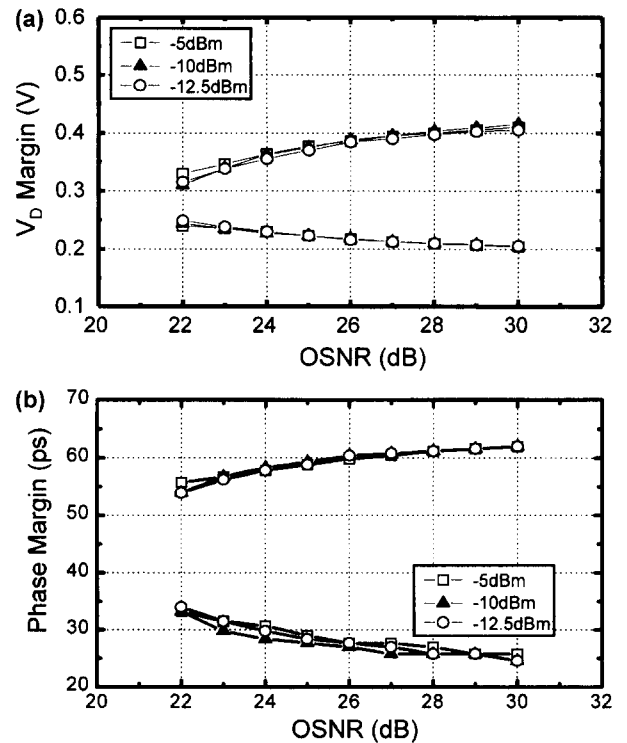 (a)
0.6
0.5
0.4
0.3
0.2
0.1
V_D Margin (V)
-5dBm
-10dBm
-12.5dBm
20 22 24 26 28 30 32
OSNR (dB)
(b)
70
60
50
40
30
20
Phase Margin (ps)
-5dBm
-10dBm
-12.5dBm
20 22 24 26 28 30 32
OSNR (dB)